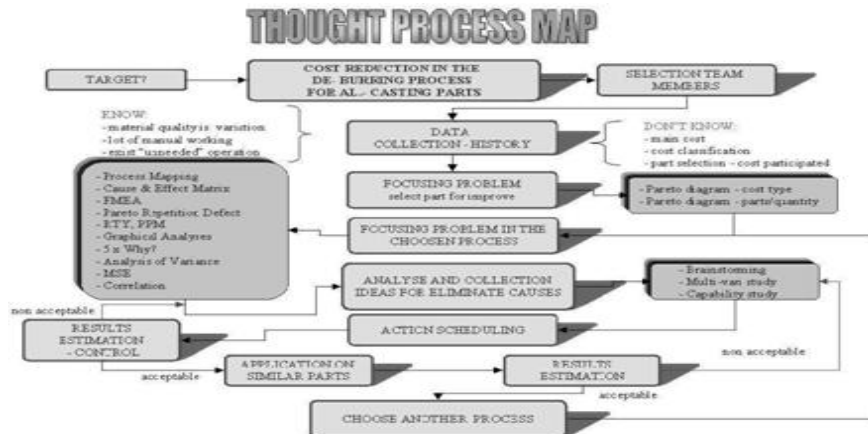 THOUGHT PROCESS MAP
TARGET?
COST REDUCTION IN THE
DE-BURRING PROCESS
FOR AL.- CASTING PARTS
SELECTION TEAM
MEMBERS
KNOW:
- material quality is variation
- lot of manual working
- exist "unneeded" operation
DATA
COLLECTION - HISTORY
DON'T KNOW:
- main cost
- cost classification
- part selection - cost participated
- Process Mapping
- Cause & Effect Matrix
- FMEA
- Pareto Repetition Defect
- RTY, PPM
- Graphical Analyses
- 5 x Why?
- Analysis of Variance
- MSE
- Correlation
FOCUSING PROBLEM
select part for improve
- Pareto diagram - cost type
- Pareto diagram - parts/quantity
FOCUSING PROBLEM IN THE
CHOOSEN PROCESS
ANALYSE AND COLLECTION
IDEAS FOR ELIMINATE CAUSES
- Brainstorming
- Multi-vari study
- Capability study
non acceptable
RESULTS
ESTIMATION
- CONTROL
ACTION SCHEDULING
non acceptable
acceptable
APPLICATION ON
SIMILAR PARTS
RESULTS
ESTIMATION
acceptable
CHOOSE ANOTHER PROCESS